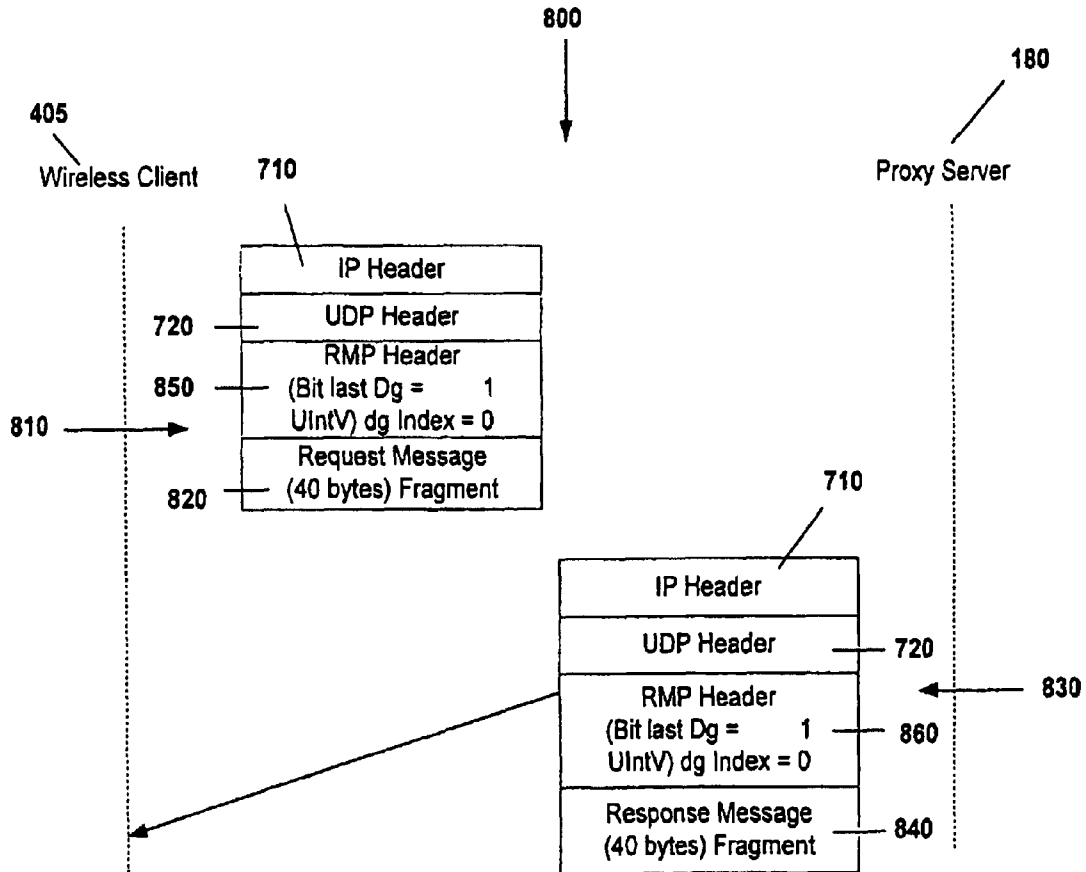 800
180
405
Wireless Client
710
Proxy Server
IP Header
720
UDP Header
850
RMP Header
(Bit last Dg = 1
UIntV) dg Index = 0
810
820
Request Message
(40 bytes) Fragment
710
IP Header
UDP Header
720
RMP Header
(Bit last Dg = 1
UIntV) dg Index = 0
830
860
Response Message
(40 bytes) Fragment
840